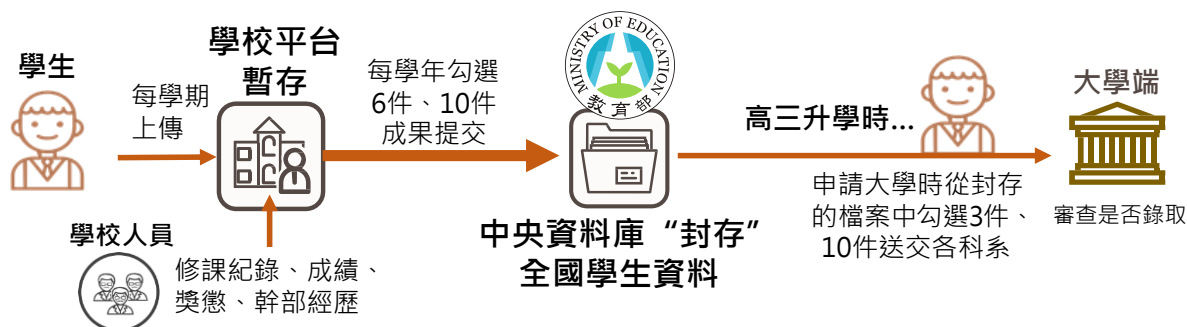 學生
每學期
上傳
學校平台
暫存
學校人員
修課紀錄、成績、
獎懲、幹部經歷
每學年勾選
6件、10件
成果提交
MINISTRY OF EDUCATION
教育部
中央資料庫“封存”
全國學生資料
高三升學時...
申請大學時從封存
的檔案中勾選3件、
10件送交各科系
大學端
審查是否錄取